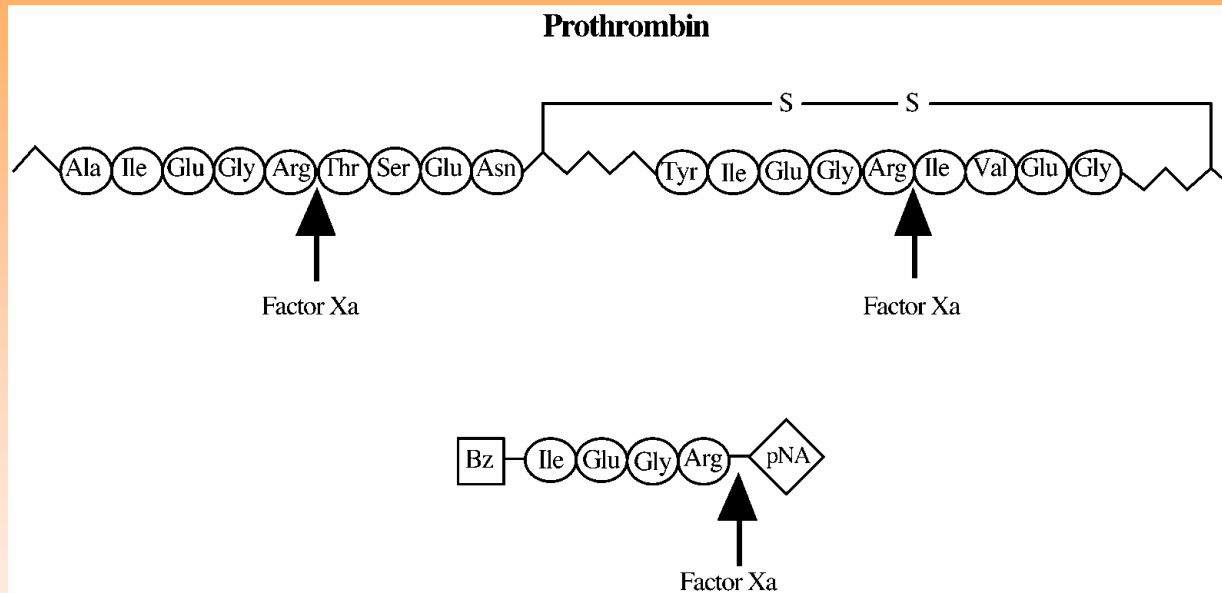 Prothrombin
S S
Ala Ile Glu Gly Arg Thr Ser Glu Asn Tyr Ile Glu Gly Arg Ile Val Glu Gly
Factor Xa Factor Xa
Bz Ile Glu Gly Arg pNA
Factor Xa